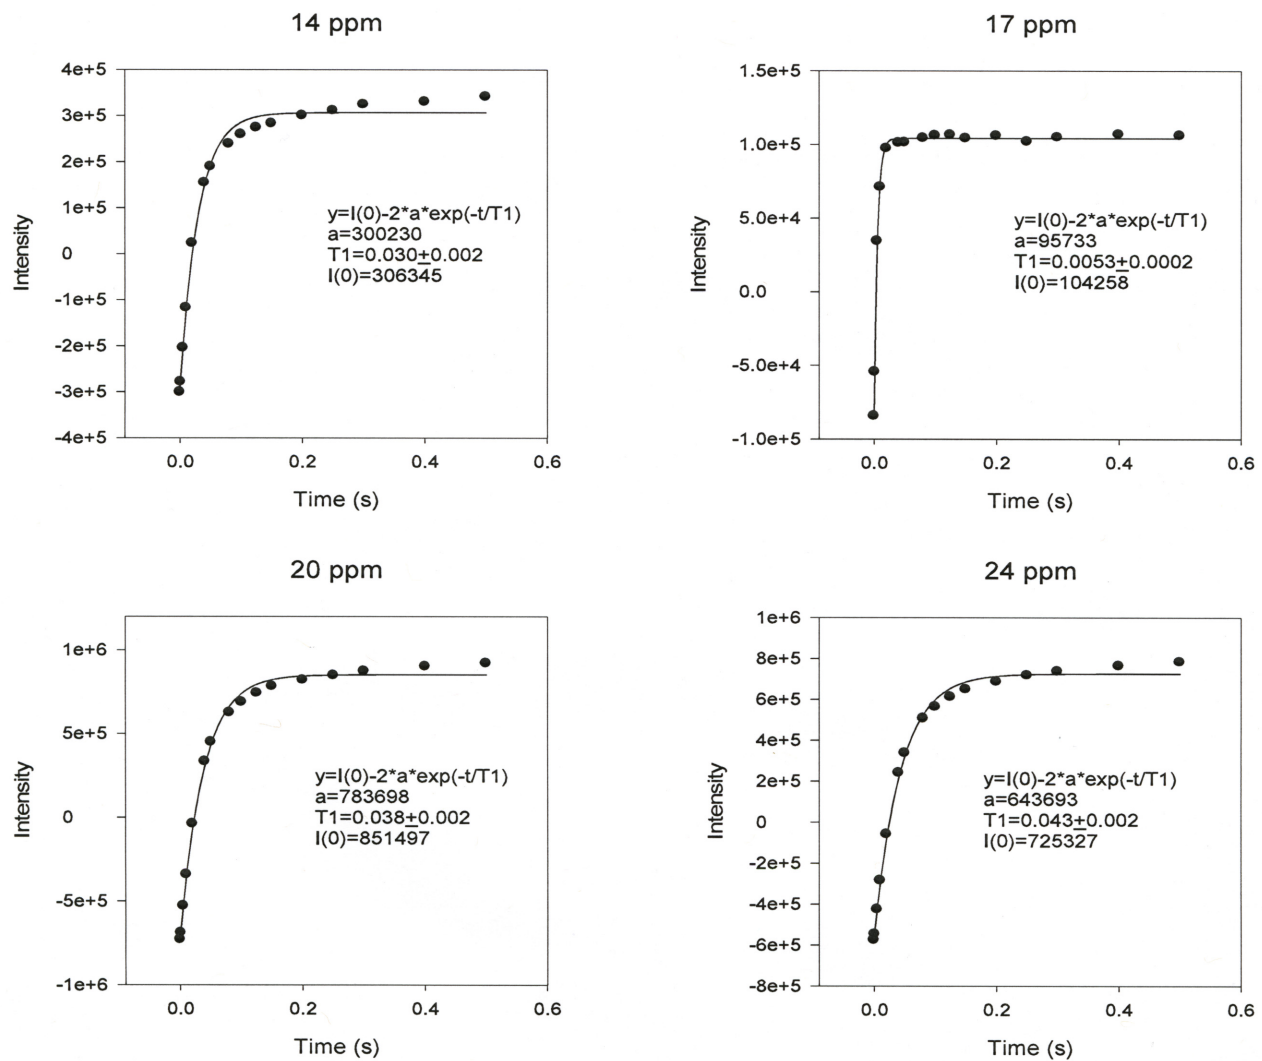 14 ppm
4e+5
3e+5
2e+5
1e+5
0
-1e+5
-2e+5
-3e+5
-4e+5
Intensity
y=I(0)-2*a*exp(-t/T1)
a=300230
T1=0.030±0.002
I(0)=306345
0.0 0.2 0.4 0.6
Time (s)
17 ppm
1.5e+5
1.0e+5
5.0e+4
0.0
-5.0e+4
-1.0e+5
Intensity
y=I(0)-2*a*exp(-t/T1)
a=95733
T1=0.0053±0.0002
I(0)=104258
0.0 0.2 0.4 0.6
Time (s)
20 ppm
1e+6
5e+5
0
-5e+5
-1e+6
Intensity
y=I(0)-2*a*exp(-t/T1)
a=783698
T1=0.038±0.002
I(0)=851497
0.0 0.2 0.4 0.6
Time (s)
24 ppm
1e+6
8e+5
6e+5
4e+5
2e+5
0
-2e+5
-4e+5
-6e+5
-8e+5
Intensity
y=I(0)-2*a*exp(-t/T1)
a=643693
T1=0.043±0.002
I(0)=725327
0.0 0.2 0.4 0.6
Time (s)